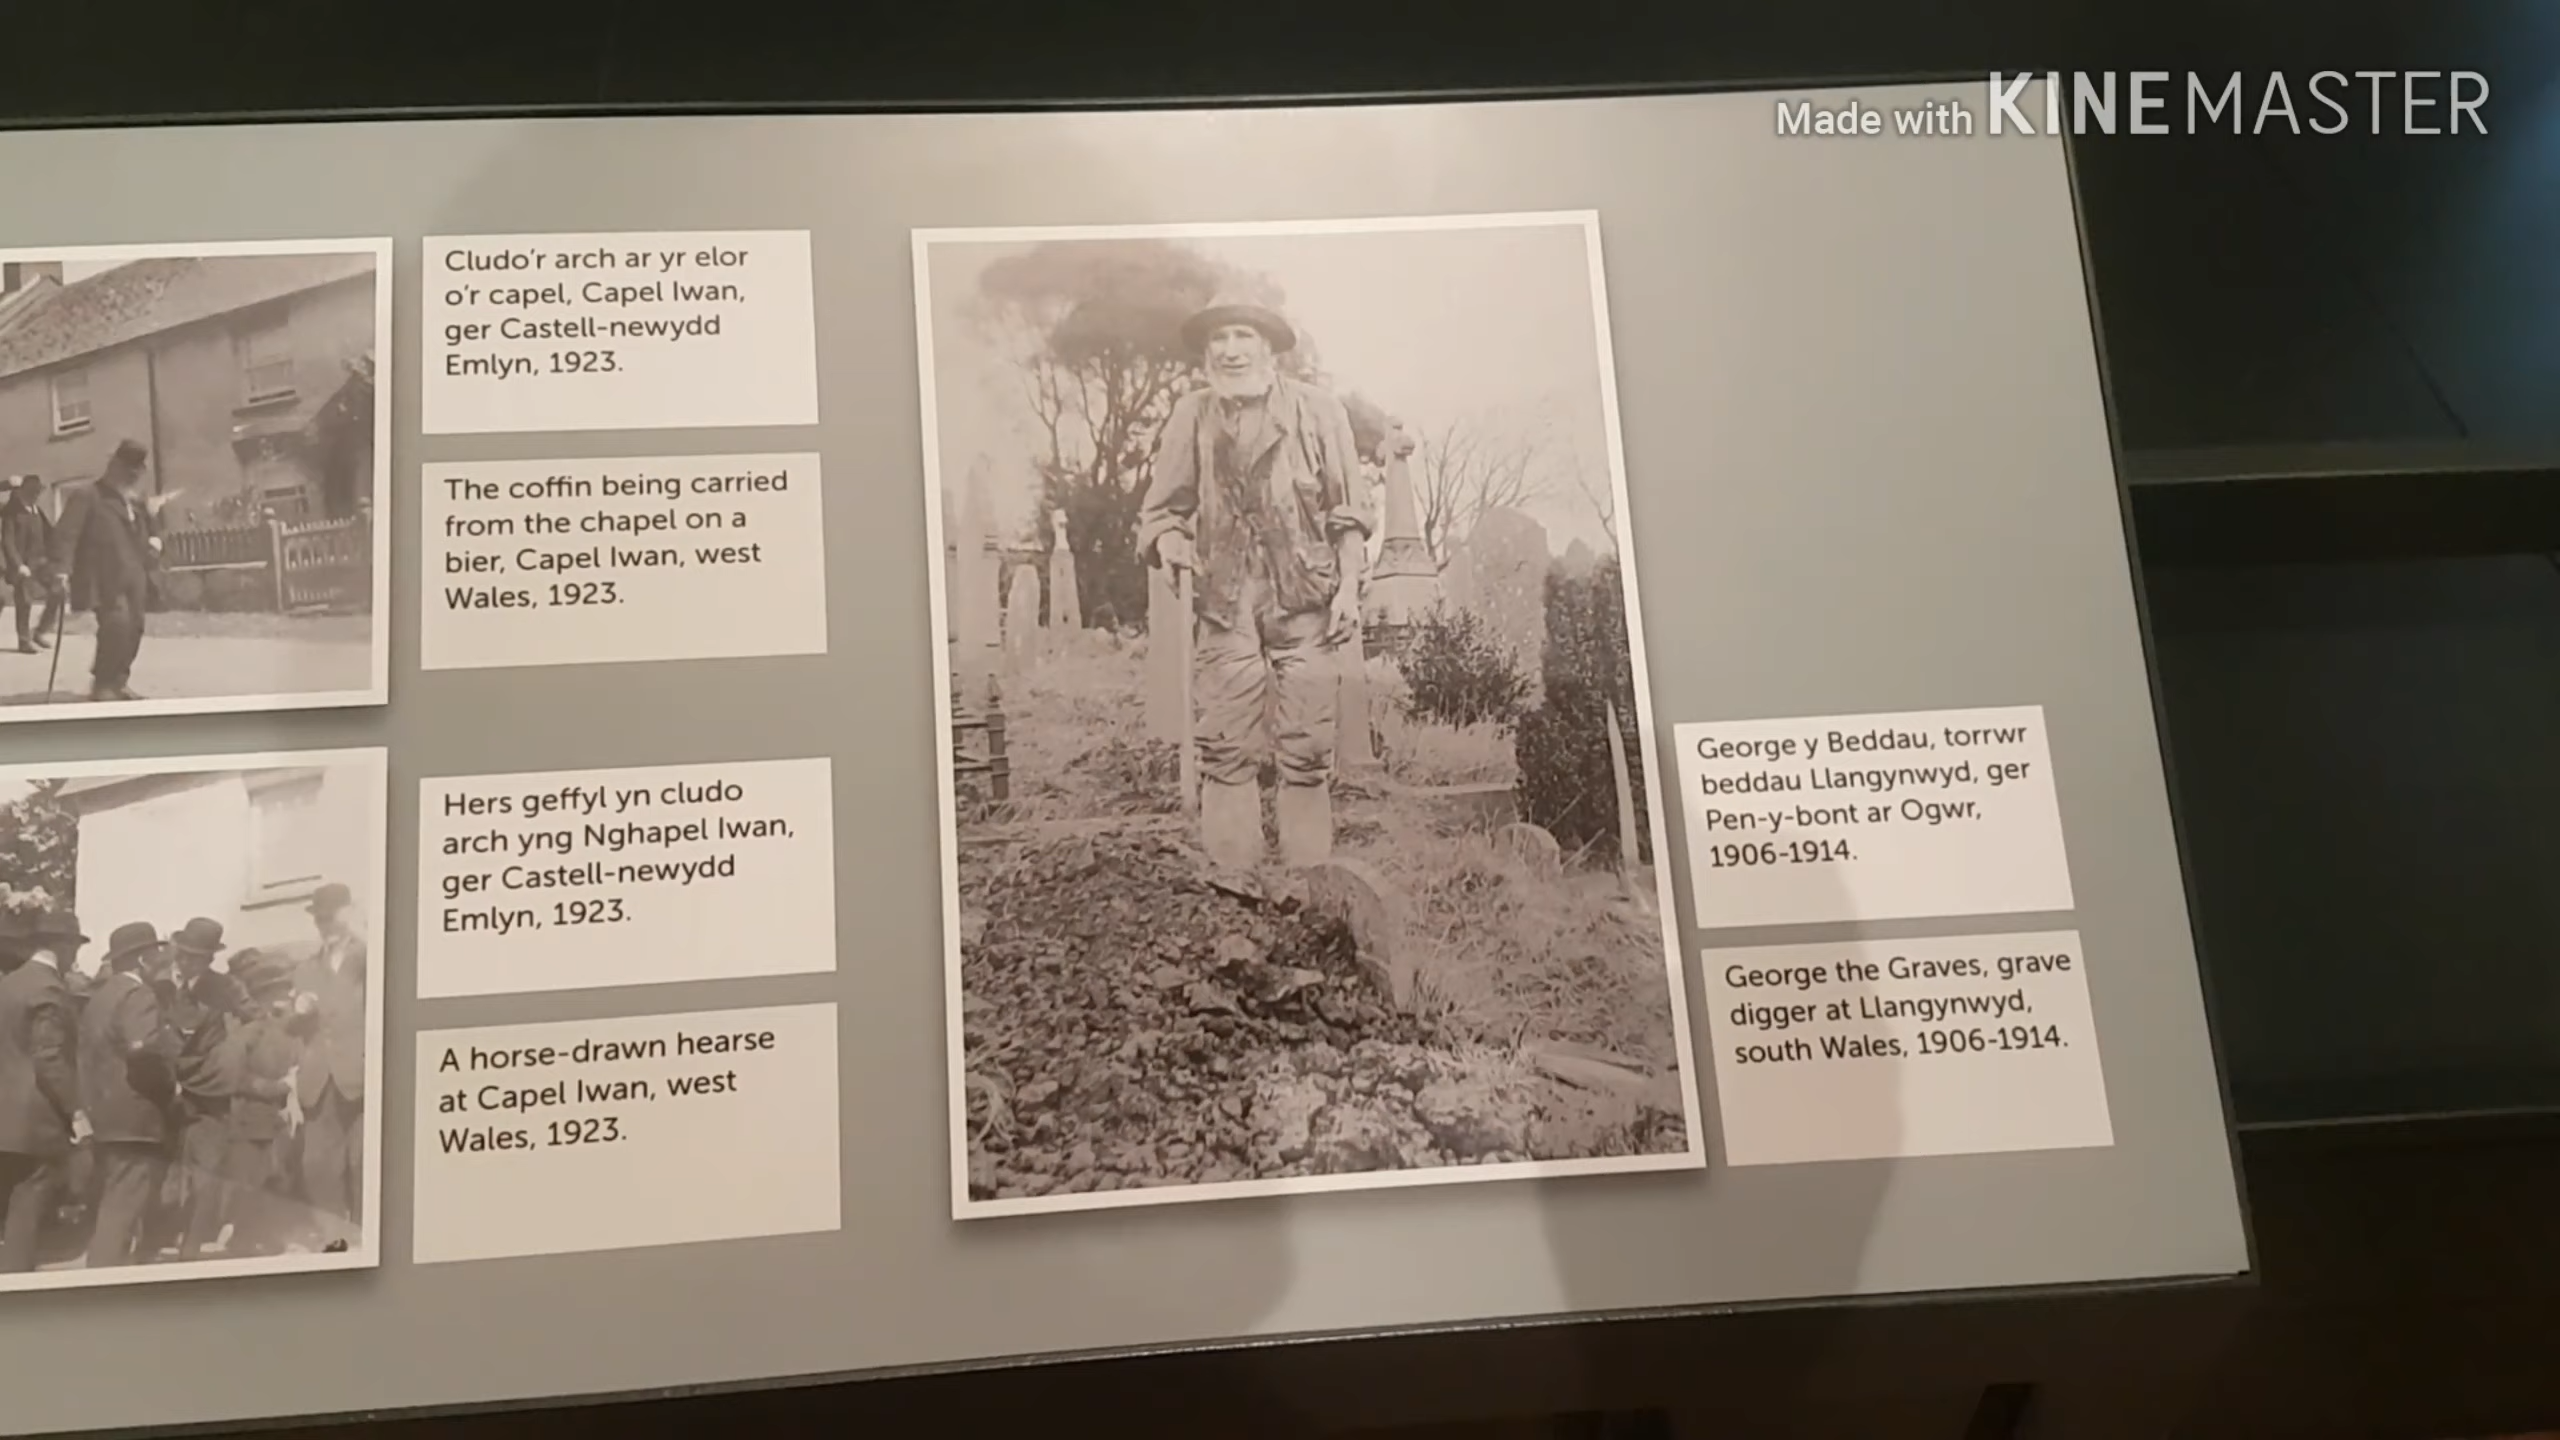 Made with KINEMASTER
Cludo'r arch ar yr elor
o'r capel, Capel Iwan,
ger Castell-newydd
Emlyn, 1923.
The coffin being carried
from the chapel on a
bier, Capel Iwan, west
Wales, 1923.
Hers geffyl yn cludo
arch yng Nghapel Iwan,
ger Castell-newydd
Emlyn, 1923.
A horse-drawn hearse
at Capel Iwan, west
Wales, 1923.
George y Beddau, torrwr
beddau Llangynwyd, ger
Pen-y-bont ar Ogwr,
1906-1914.
George the Graves, grave
digger at Llangynwyd,
south Wales, 1906-1914.